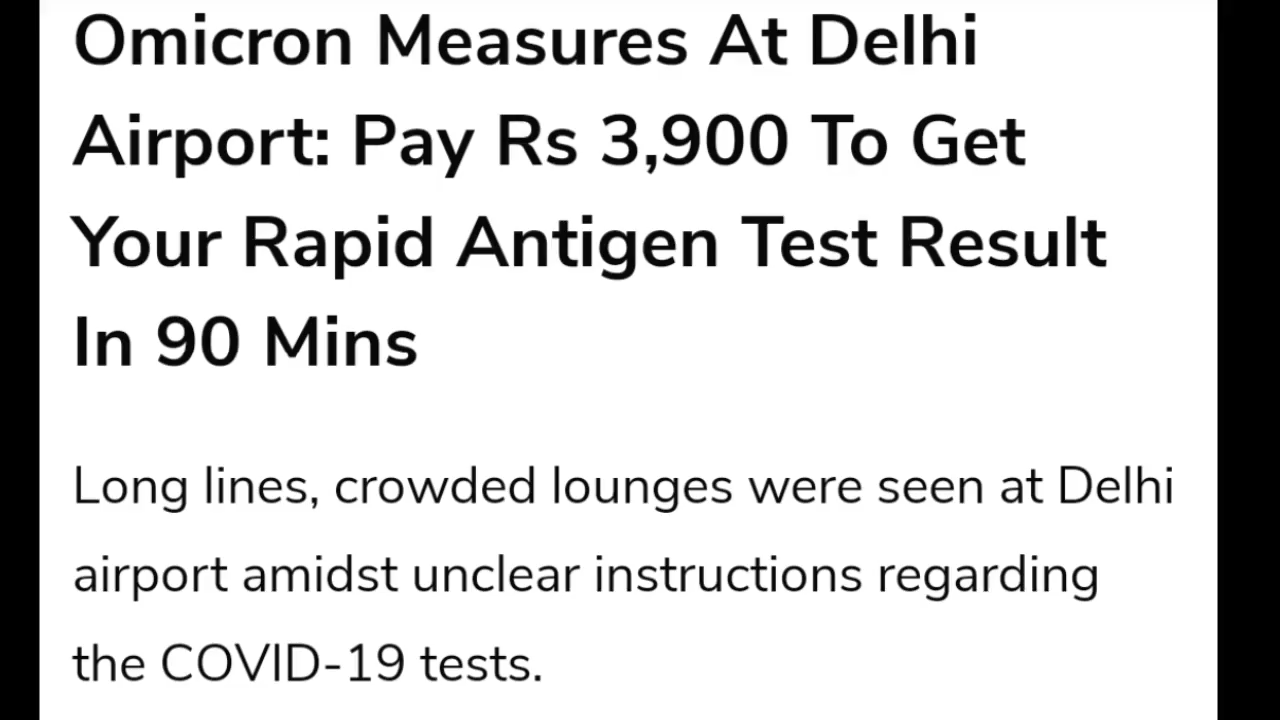 Omicron Measures At Delhi
Airport: Pay Rs 3,900 To Get
Your Rapid Antigen Test Result
In 90 Mins
Long lines, crowded lounges were seen at Delhi
airport amidst unclear instructions regarding
the COVID-19 tests.